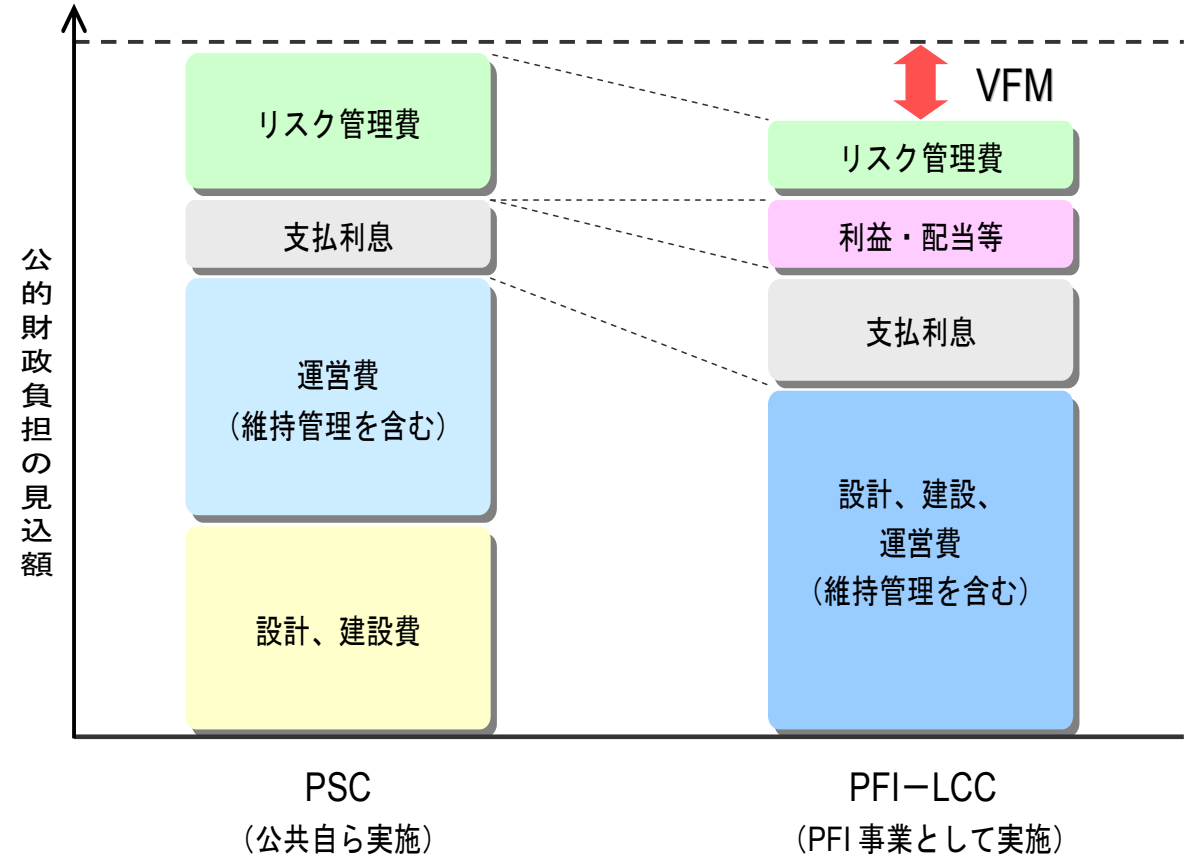 公的財政負担の見込額
リスク管理費
支払利息
運営費
（維持管理を含む）
設計、建設費
VFM
リスク管理費
利益・配当等
支払利息
設計、建設、
運営費
（維持管理を含む）
PSC
（公共自ら実施）
PFI－LCC
（PFI 事業として実施）